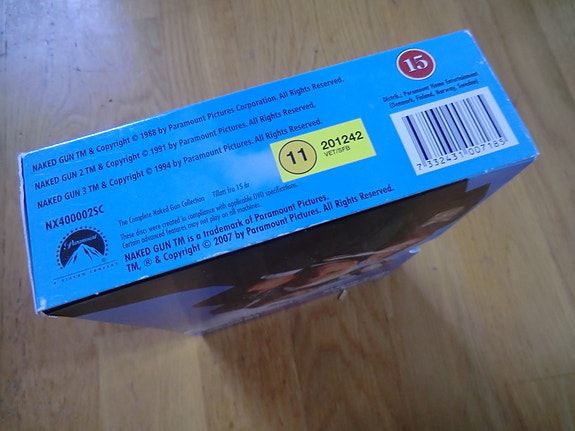 NAKED GUN TM & Copyright © 1988 by Paramount Pictures Corporation. All Rights Reserved.
NAKED GUN 2 TM & Copyright © 1991 by Paramount Pictures. All Rights Reserved.
NAKED GUN 3 TM & Copyright © 1994 by Paramount Pictures. All Rights Reserved.
NX400002SC
The Complete Naked Gun Collection Tillatt fra 15 år
These discs were created in compliance with applicable DVD specifications.
Certain advanced features may not play on all machines.
NAKED GUN TM is a trademark of Paramount Pictures.
TM, ® & Copyright © 2007 by Paramount Pictures. All Rights Reserved.
Paramount
A VIACOM COMPANY
11
201242
VET/SFB
15
Distrib.: Paramount Home Entertainment
(Denmark, Finland, Norway, Sweden)
7 332431 007185